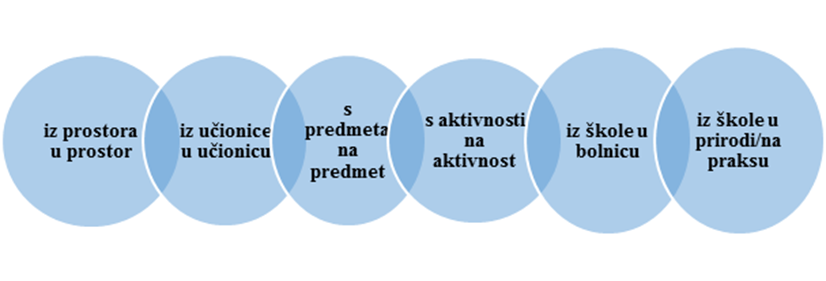 iz prostora
u prostor
iz učionice
u učionicu
s
predmeta
na
predmet
s aktivnosti
na
aktivnost
iz škole u
bolnicu
iz škole u
prirodi/na
praksu